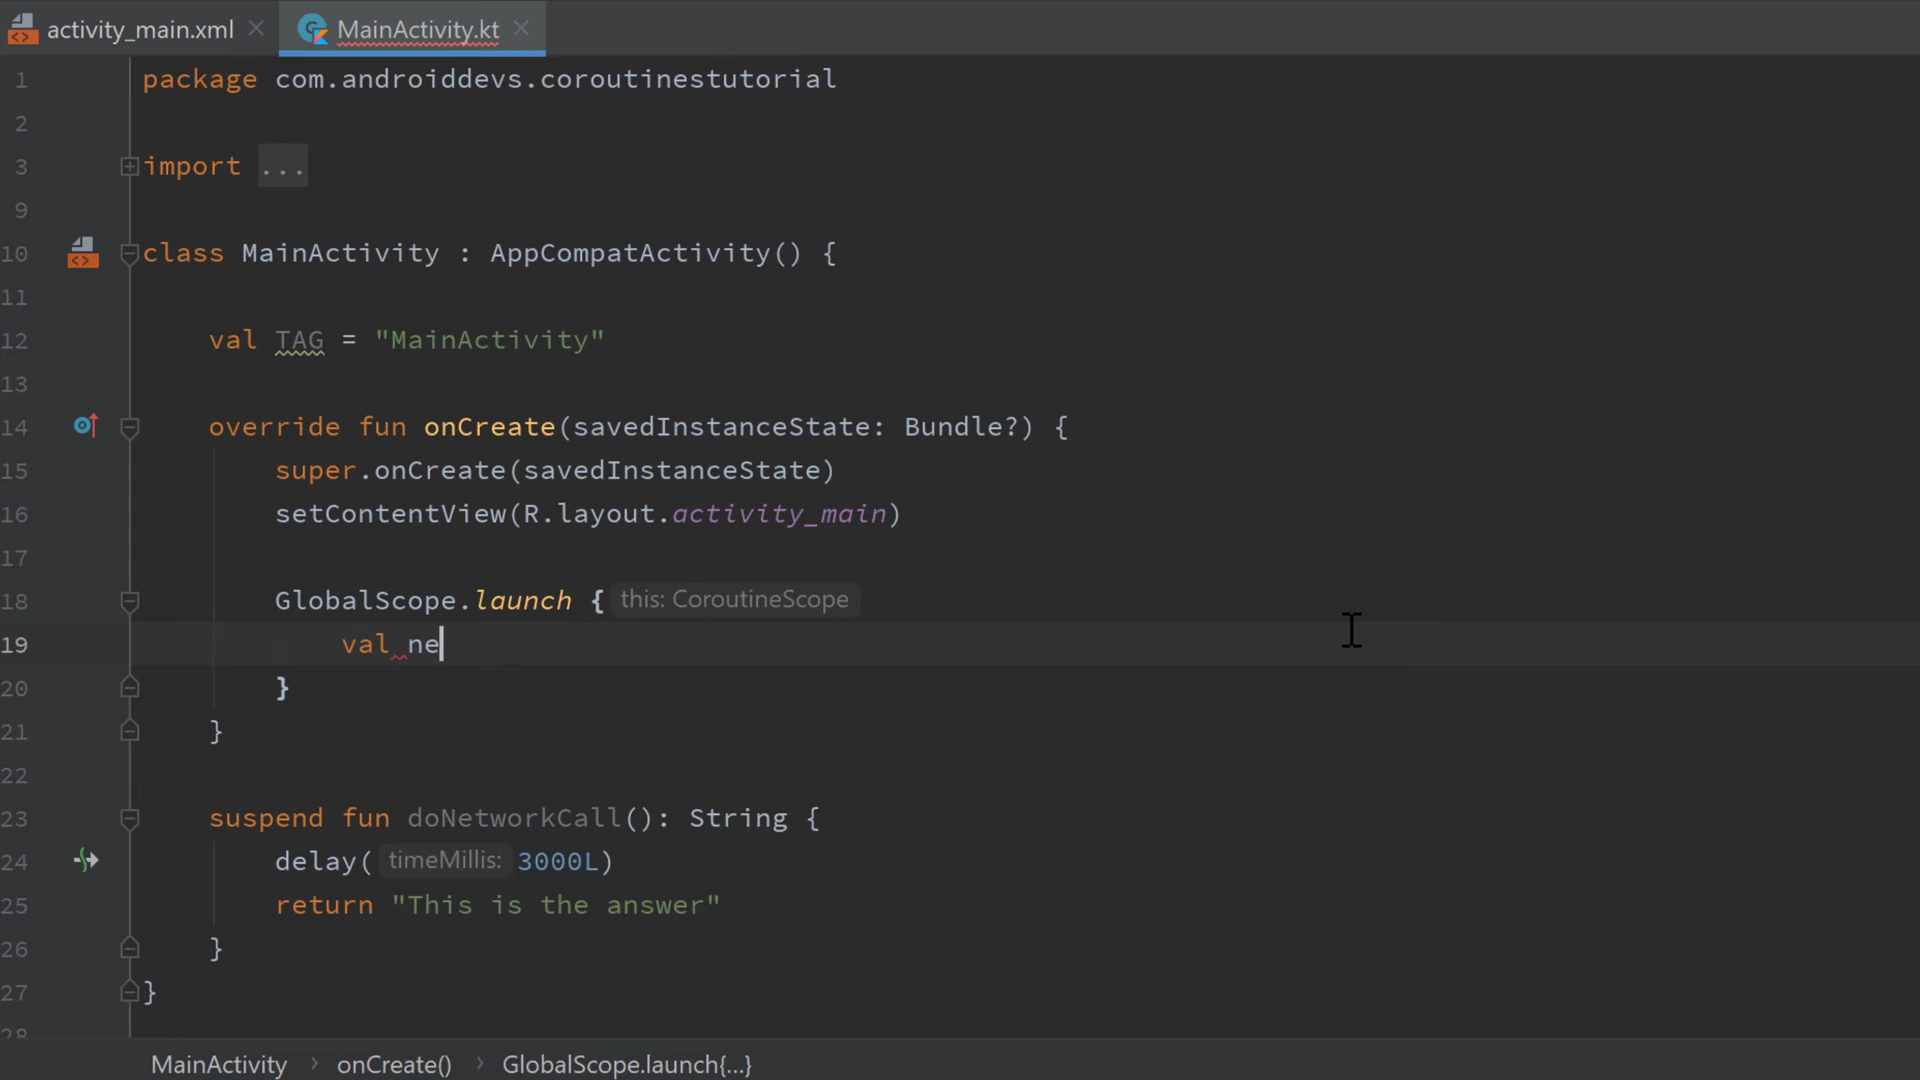 activity_main.xml MainActivity.kt
1 package com.androiddevs.coroutinestutorial
2
3 import ...
9
10 class MainActivity : AppCompatActivity() {
11
12 val TAG = "MainActivity"
13
14 override fun onCreate(savedInstanceState: Bundle?) {
15 super.onCreate(savedInstanceState)
16 setContentView(R.layout.activity_main)
17
18 GlobalScope.launch { this: CoroutineScope
19 val ne
20 }
21 }
22
23 suspend fun doNetworkCall(): String {
24 delay( timeMillis: 3000L)
25 return "This is the answer"
26 }
27 }
28
MainActivity › onCreate() › GlobalScope.launch{...}